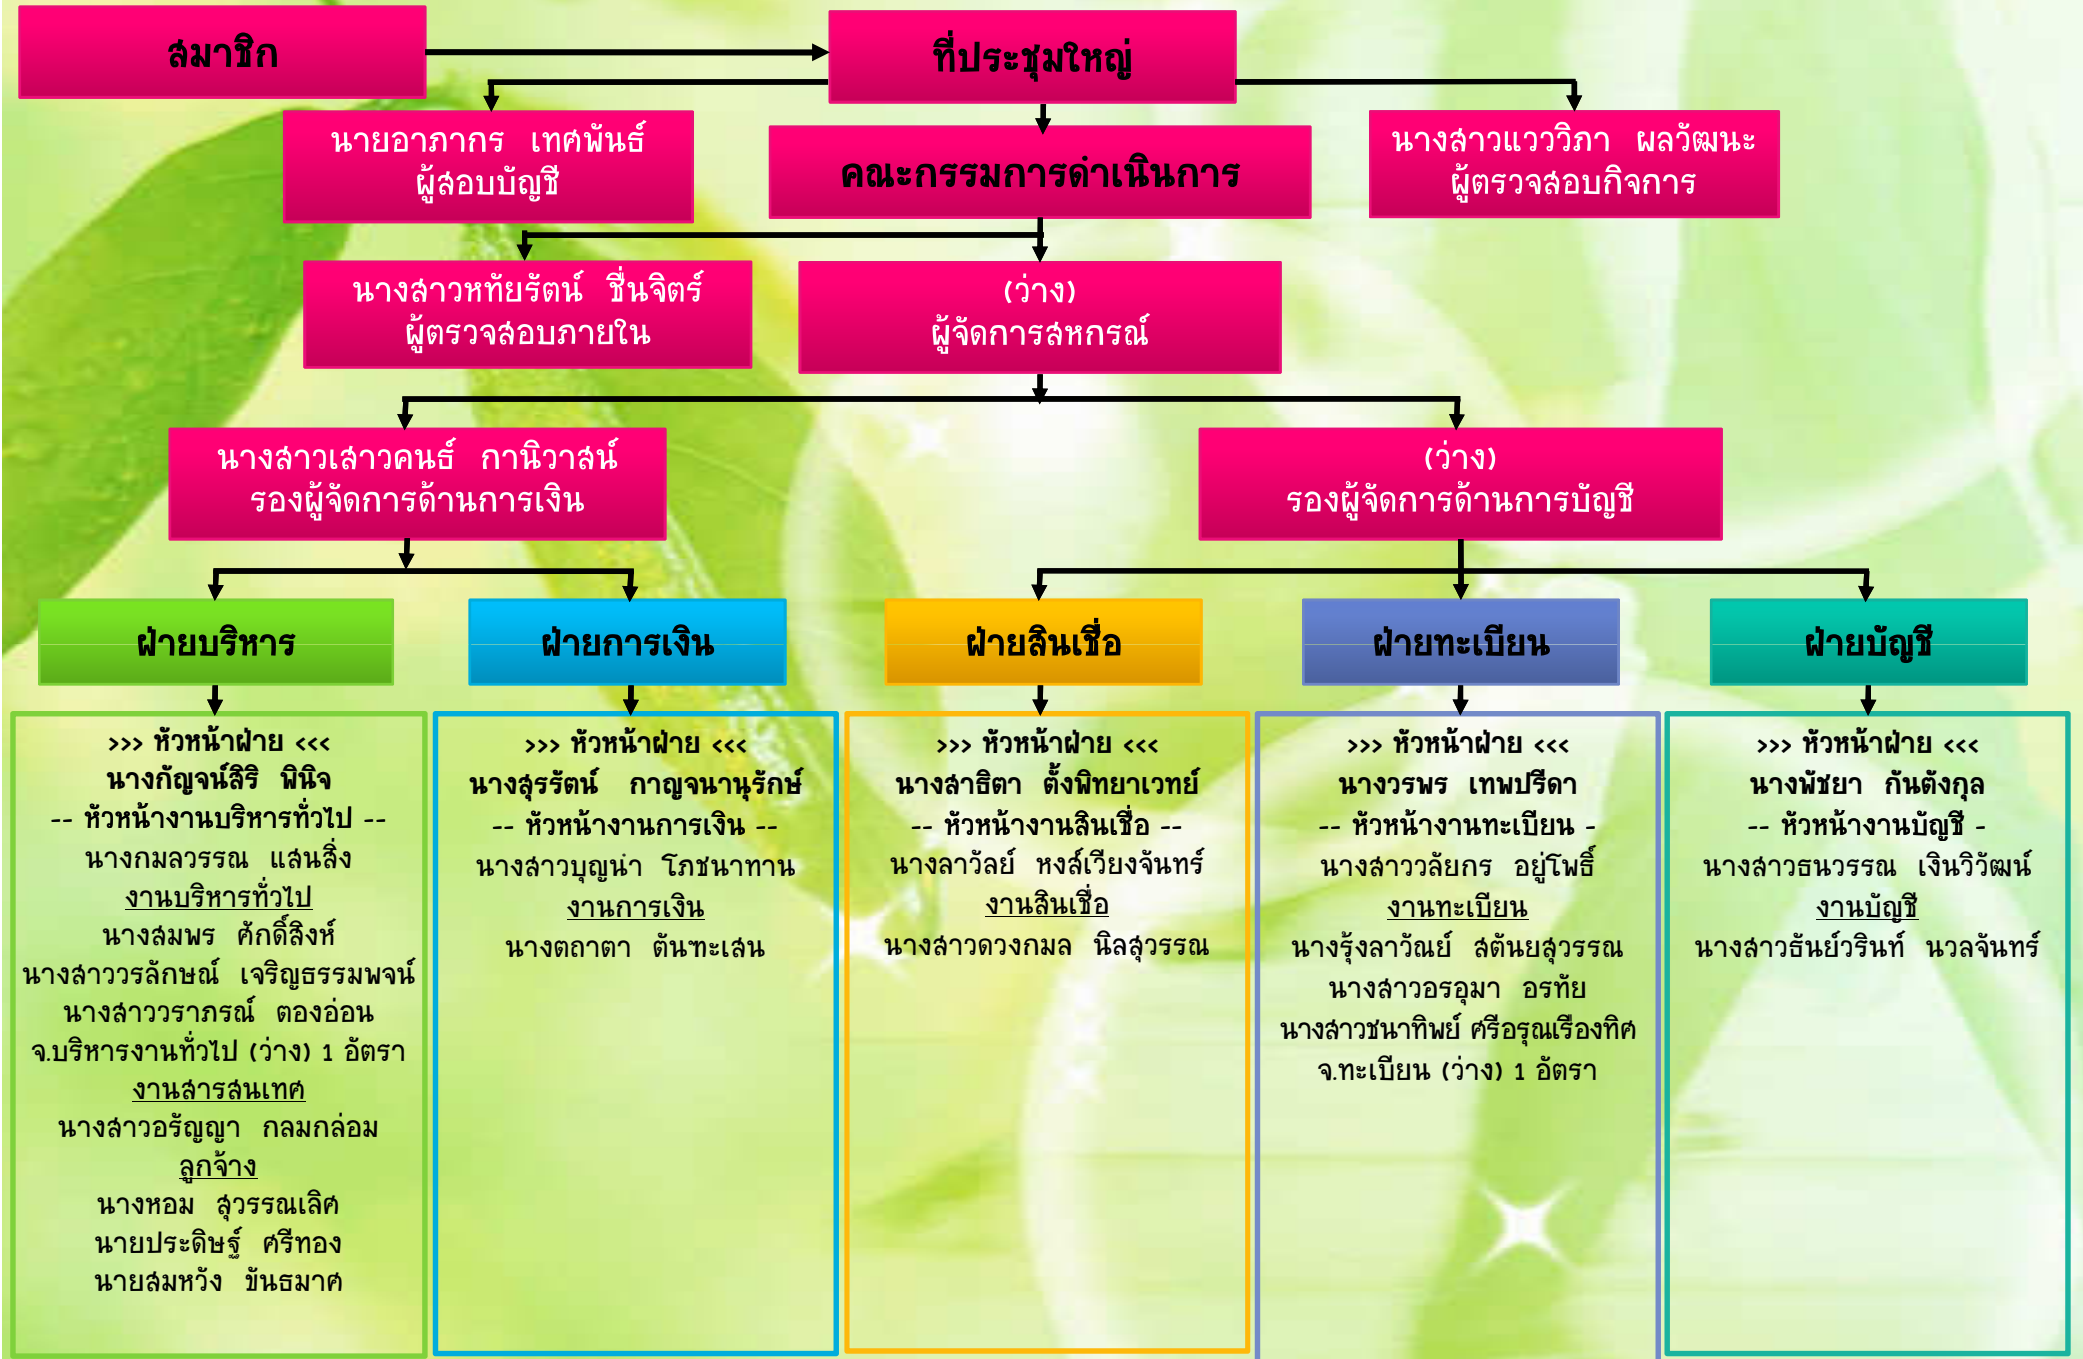 สมาชิก
ที่ประชุมใหญ่
นายอาภากร เทศพันธ์
ผู้สอบบัญชี
คณะกรรมการดำเนินการ
นางสาวแวววิภา ผลวัฒนะ
ผู้ตรวจสอบกิจการ
นางสาวหทัยรัตน์ ชื่นจิตร์
ผู้ตรวจสอบภายใน
(ว่าง)
ผู้จัดการสหกรณ์
นางสาวเสาวคนธ์ กานิวาสน์
รองผู้จัดการด้านการเงิน
(ว่าง)
รองผู้จัดการด้านการบัญชี
ฝ่ายบริหาร
>>> หัวหน้าฝ่าย <<<
นางกัญจน์สิริ พินิจ
-- หัวหน้างานบริหารทั่วไป --
นางกมลวรรณ แสนสิ่ง
งานบริหารทั่วไป
นางสมพร ศักดิ์สิงห์
นางสาววรลักษณ์ เจริญธรรมพจน์
นางสาววราภรณ์ ตองอ่อน
จ.บริหารงานทั่วไป (ว่าง) 1 อัตรา
งานสารสนเทศ
นางสาวอรัญญา กลมกล่อม
ลูกจ้าง
นางหอม สุวรรณเลิศ
นายประดิษฐ์ ศรีทอง
นายสมหวัง ขันธมาศ
ฝ่ายการเงิน
>>> หัวหน้าฝ่าย <<<
นางสุรรัตน์ กาญจนานุรักษ์
-- หัวหน้างานการเงิน --
นางสาวบุญนำ โภชนาทาน
งานการเงิน
นางตถาตา ตันฑะเสน
ฝ่ายสินเชื่อ
>>> หัวหน้าฝ่าย <<<
นางสาธิตา ตั้งพิทยาเวทย์
-- หัวหน้างานสินเชื่อ --
นางลาวัลย์ หงส์เวียงจันทร์
งานสินเชื่อ
นางสาวดวงกมล นิลสุวรรณ
ฝ่ายทะเบียน
>>> หัวหน้าฝ่าย <<<
นางวรพร เทพปรีดา
-- หัวหน้างานทะเบียน -
นางสาววลัยกร อยู่โพธิ์
งานทะเบียน
นางรุ้งลาวัณย์ สตันยสุวรรณ
นางสาวอรอุมา อรทัย
นางสาวชนาทิพย์ ศรีอรุณเรืองทิศ
จ.ทะเบียน (ว่าง) 1 อัตรา
ฝ่ายบัญชี
>>> หัวหน้าฝ่าย <<<
นางพัชยา กันตังกุล
-- หัวหน้างานบัญชี -
นางสาวธนวรรณ เงินวิวัฒน์
งานบัญชี
นางสาวธันย์วรินท์ นวลจันทร์